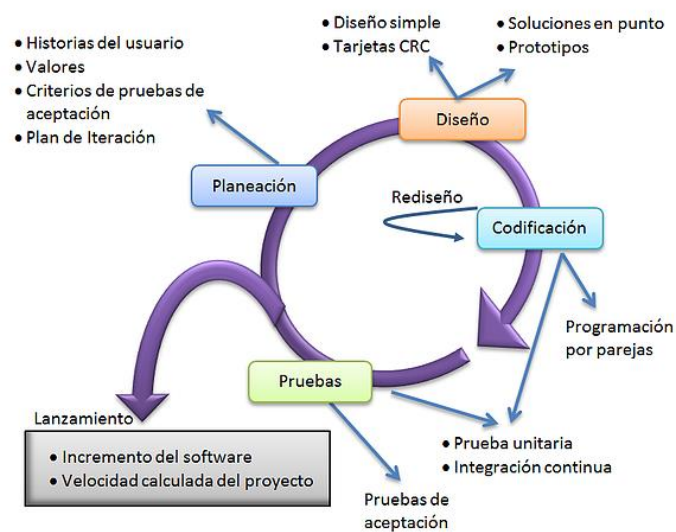 • Historias del usuario
• Valores
• Criterios de pruebas de
aceptación
• Plan de Iteración
• Diseño simple
• Tarjetas CRC
• Soluciones en punto
• Prototipos
Diseño
Planeación
Rediseño
Codificación
Programación
por parejas
Pruebas
Lanzamiento
• Incremento del software
• Velocidad calculada del proyecto
• Prueba unitaria
• Integración continua
Pruebas de
aceptación